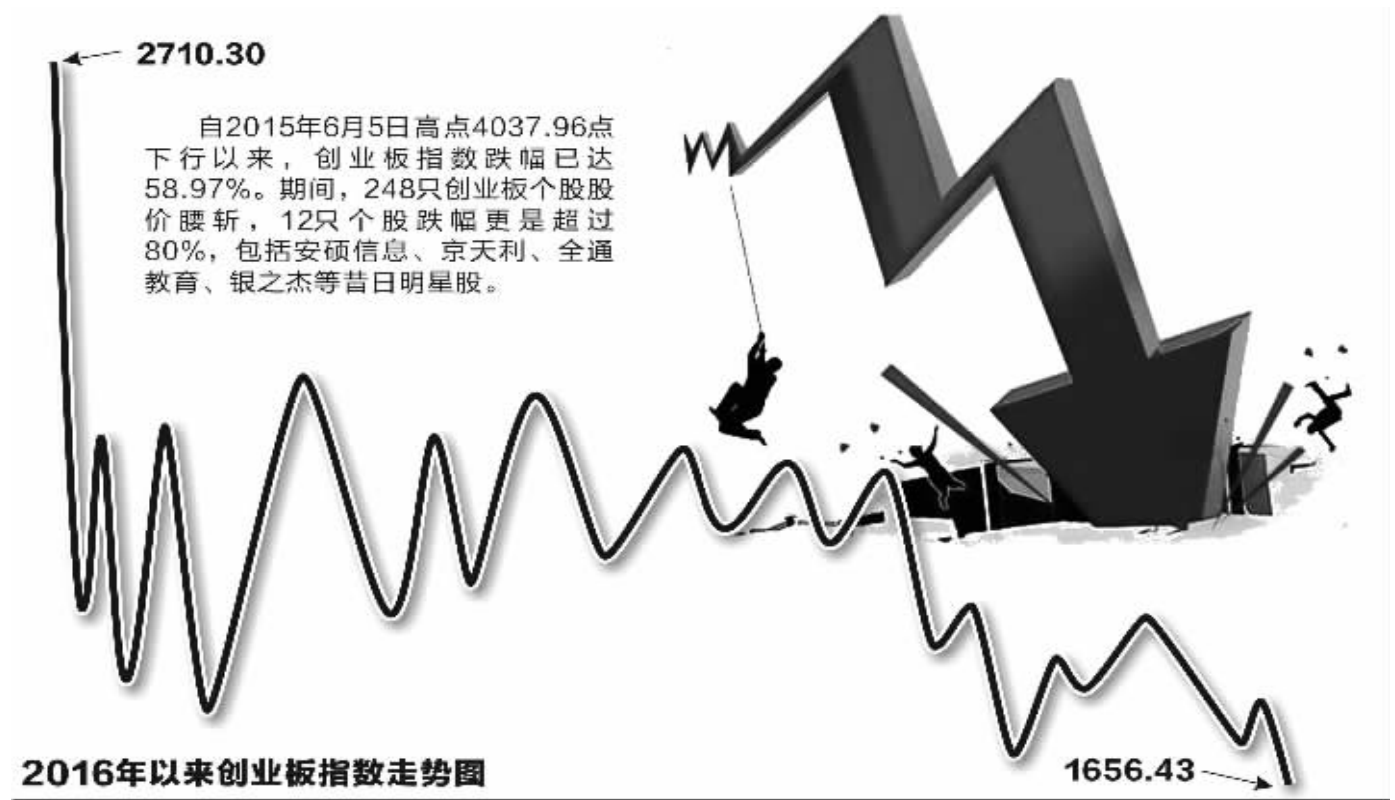 2710.30
自2015年6月5日高点4037.96点
下行以来，创业板指数跌幅已达
58.97%。期间，248只创业板个股股
价腰斩，12只个股跌幅更是超过
80%，包括安硕信息、京天利、全通
教育、银之杰等昔日明星股。
1656.43
2016年以来创业板指数走势图